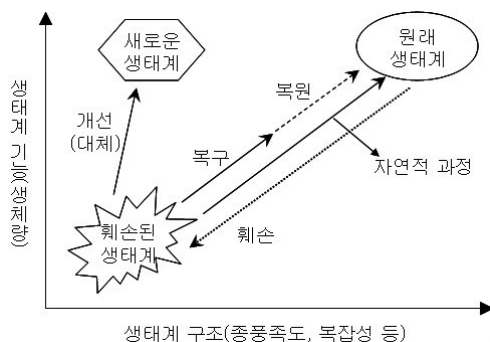 새로운
생태계
원래
생태계
복원
개선
(대체)
복구
자연적 과정
훼손된
생태계
훼손
생태계 기능(생체량)
생태계 구조(종풍족도, 복잡성 등)